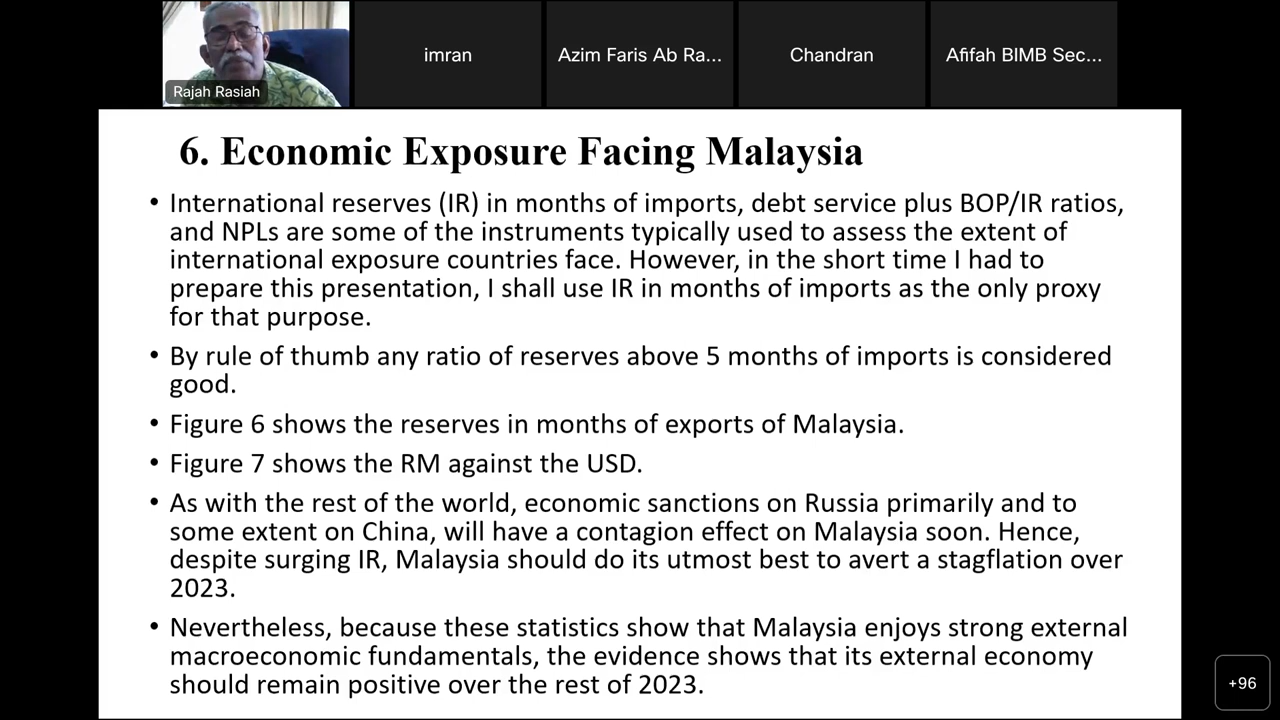 Rajah Rasiah
imran
Azim Faris Ab Ra...
Chandran
Afifah BIMB Sec...
6. Economic Exposure Facing Malaysia
• International reserves (IR) in months of imports, debt service plus BOP/IR ratios,
and NPLs are some of the instruments typically used to assess the extent of
international exposure countries face. However, in the short time I had to
prepare this presentation, I shall use IR in months of imports as the only proxy
for that purpose.
• By rule of thumb any ratio of reserves above 5 months of imports is considered
good.
• Figure 6 shows the reserves in months of exports of Malaysia.
• Figure 7 shows the RM against the USD.
• As with the rest of the world, economic sanctions on Russia primarily and to
some extent on China, will have a contagion effect on Malaysia soon. Hence,
despite surging IR, Malaysia should do its utmost best to avert a stagflation over
2023.
• Nevertheless, because these statistics show that Malaysia enjoys strong external
macroeconomic fundamentals, the evidence shows that its external economy
should remain positive over the rest of 2023.
+96